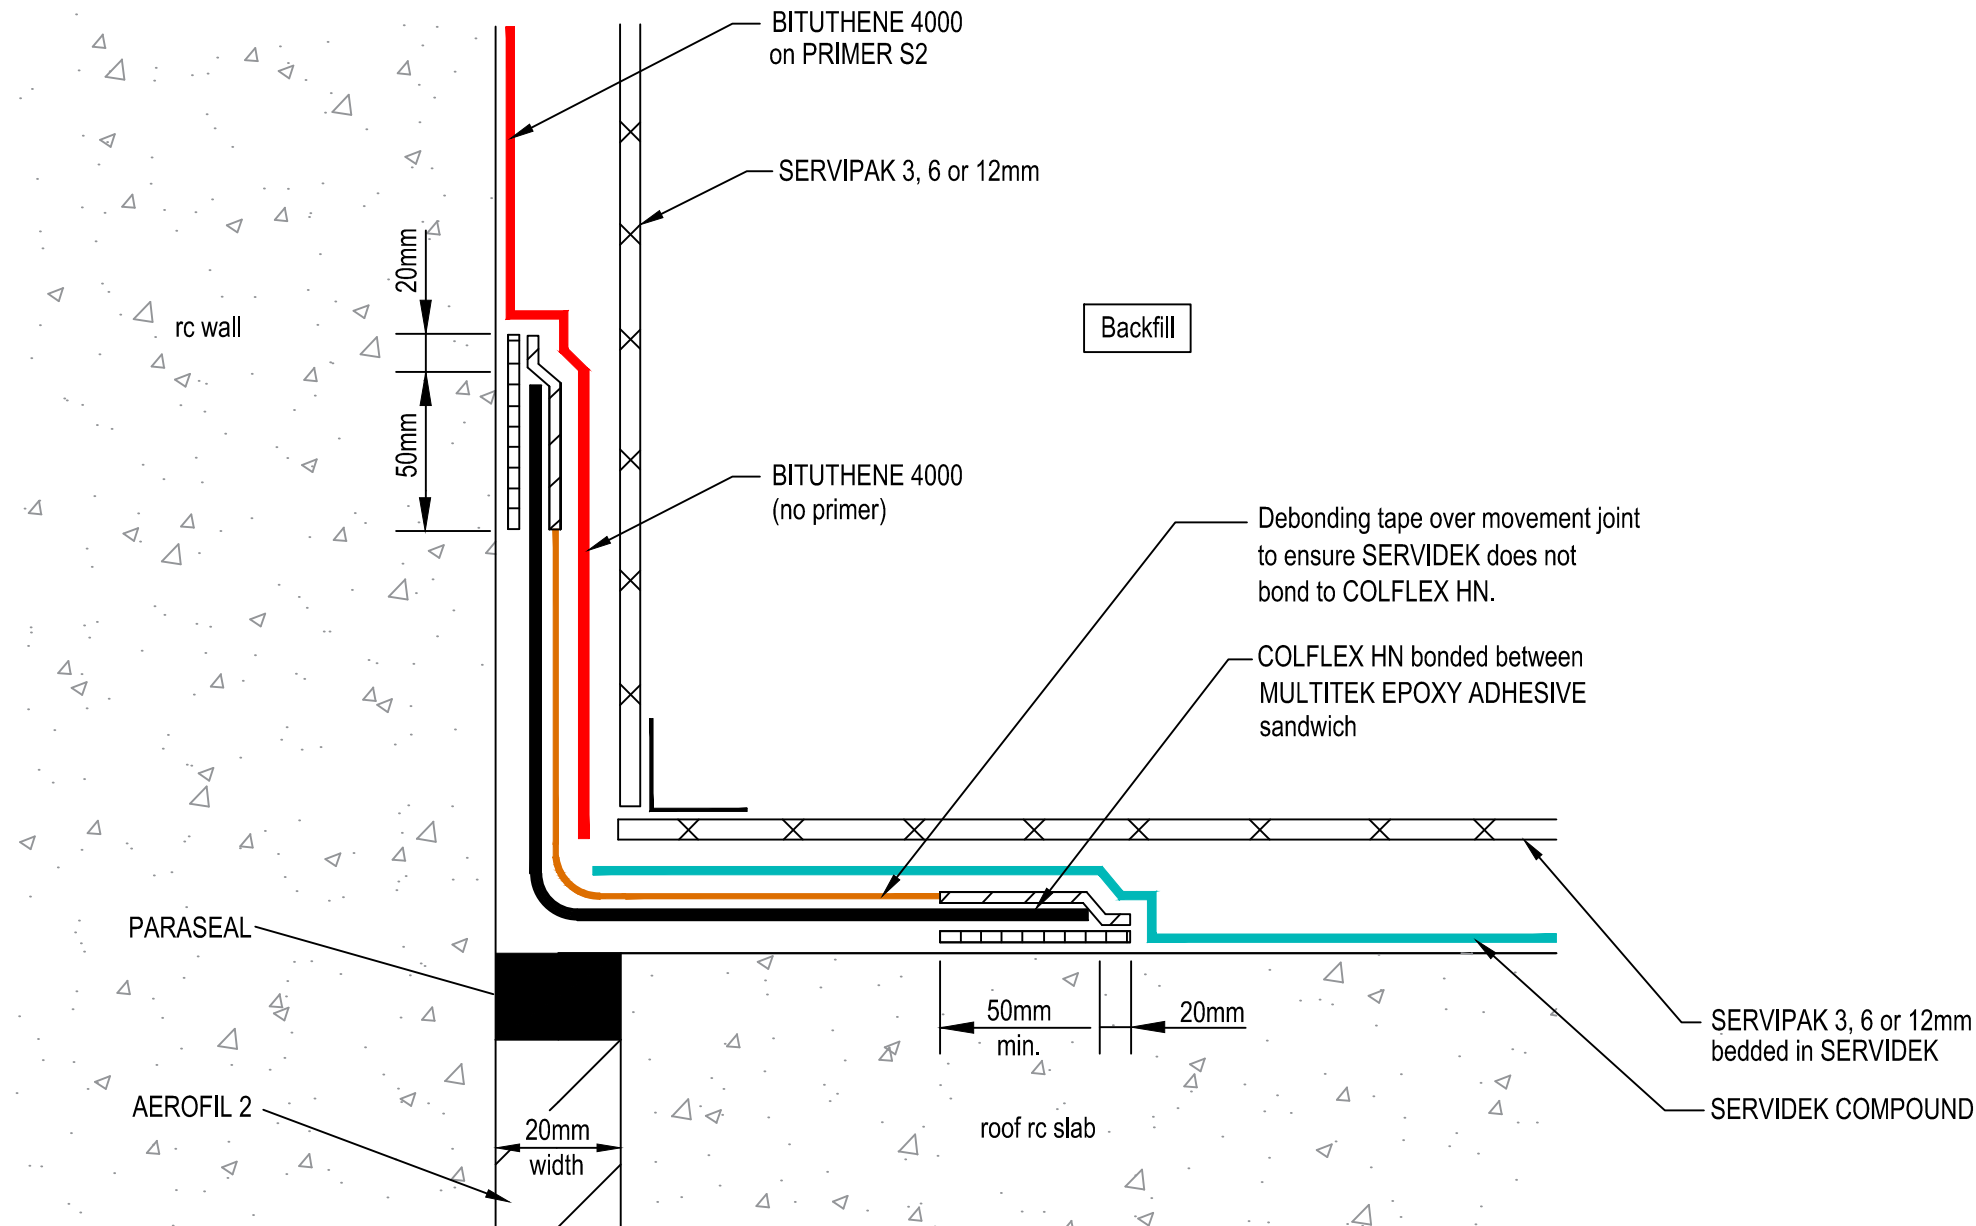 BITUTHENE 4000
on PRIMER S2
SERVIPAK 3, 6 or 12mm
20mm
rc wall
Backfill
50mm
BITUTHENE 4000
(no primer)
Debonding tape over movement joint
to ensure SERVIDEK does not
bond to COLFLEX HN.
COLFLEX HN bonded between
MULTITEK EPOXY ADHESIVE
sandwich
PARASEAL
50mm
min.
20mm
SERVIPAK 3, 6 or 12mm
bedded in SERVIDEK
AEROFIL 2
SERVIDEK COMPOUND
20mm
width
roof rc slab